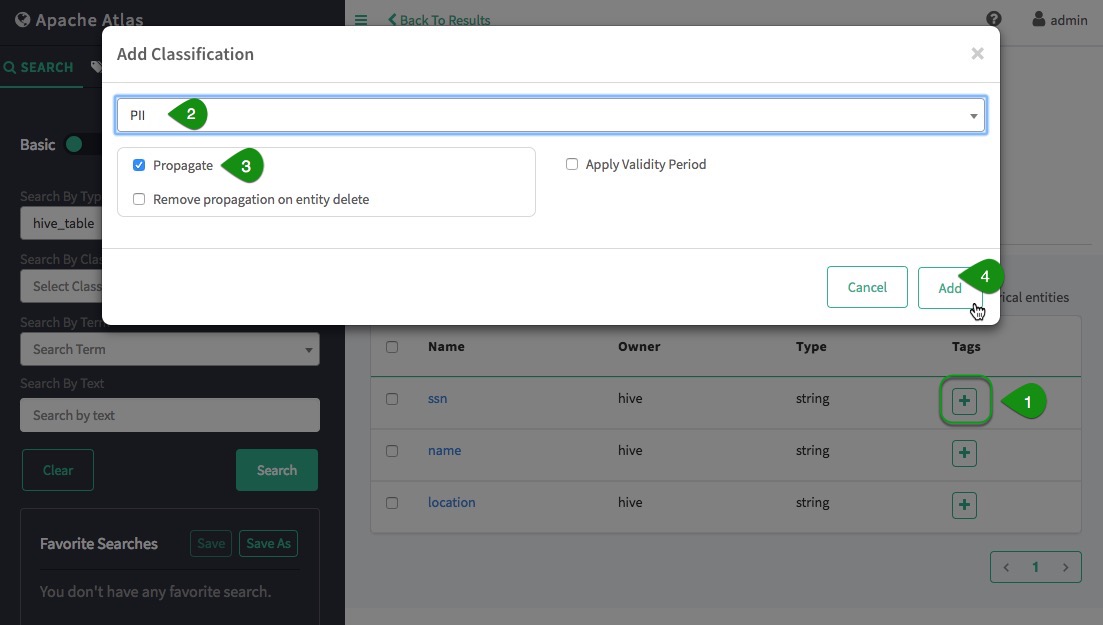 Apache Atlas
Back To Results
admin
SEARCH
Add Classification
PII
2
Propagate
3
Apply Validity Period
Remove propagation on entity delete
Cancel
Add
4
Basic
Search By Typ
hive_table
Search By Clas
Select Class
Search By Term
Search Term
Search By Text
Search by text
Clear
Search
Favorite Searches
Save
Save As
You don't have any favorite search.
rical entities
Name
Owner
Type
Tags
ssn
hive
string
+
1
name
hive
string
+
location
hive
string
+
1